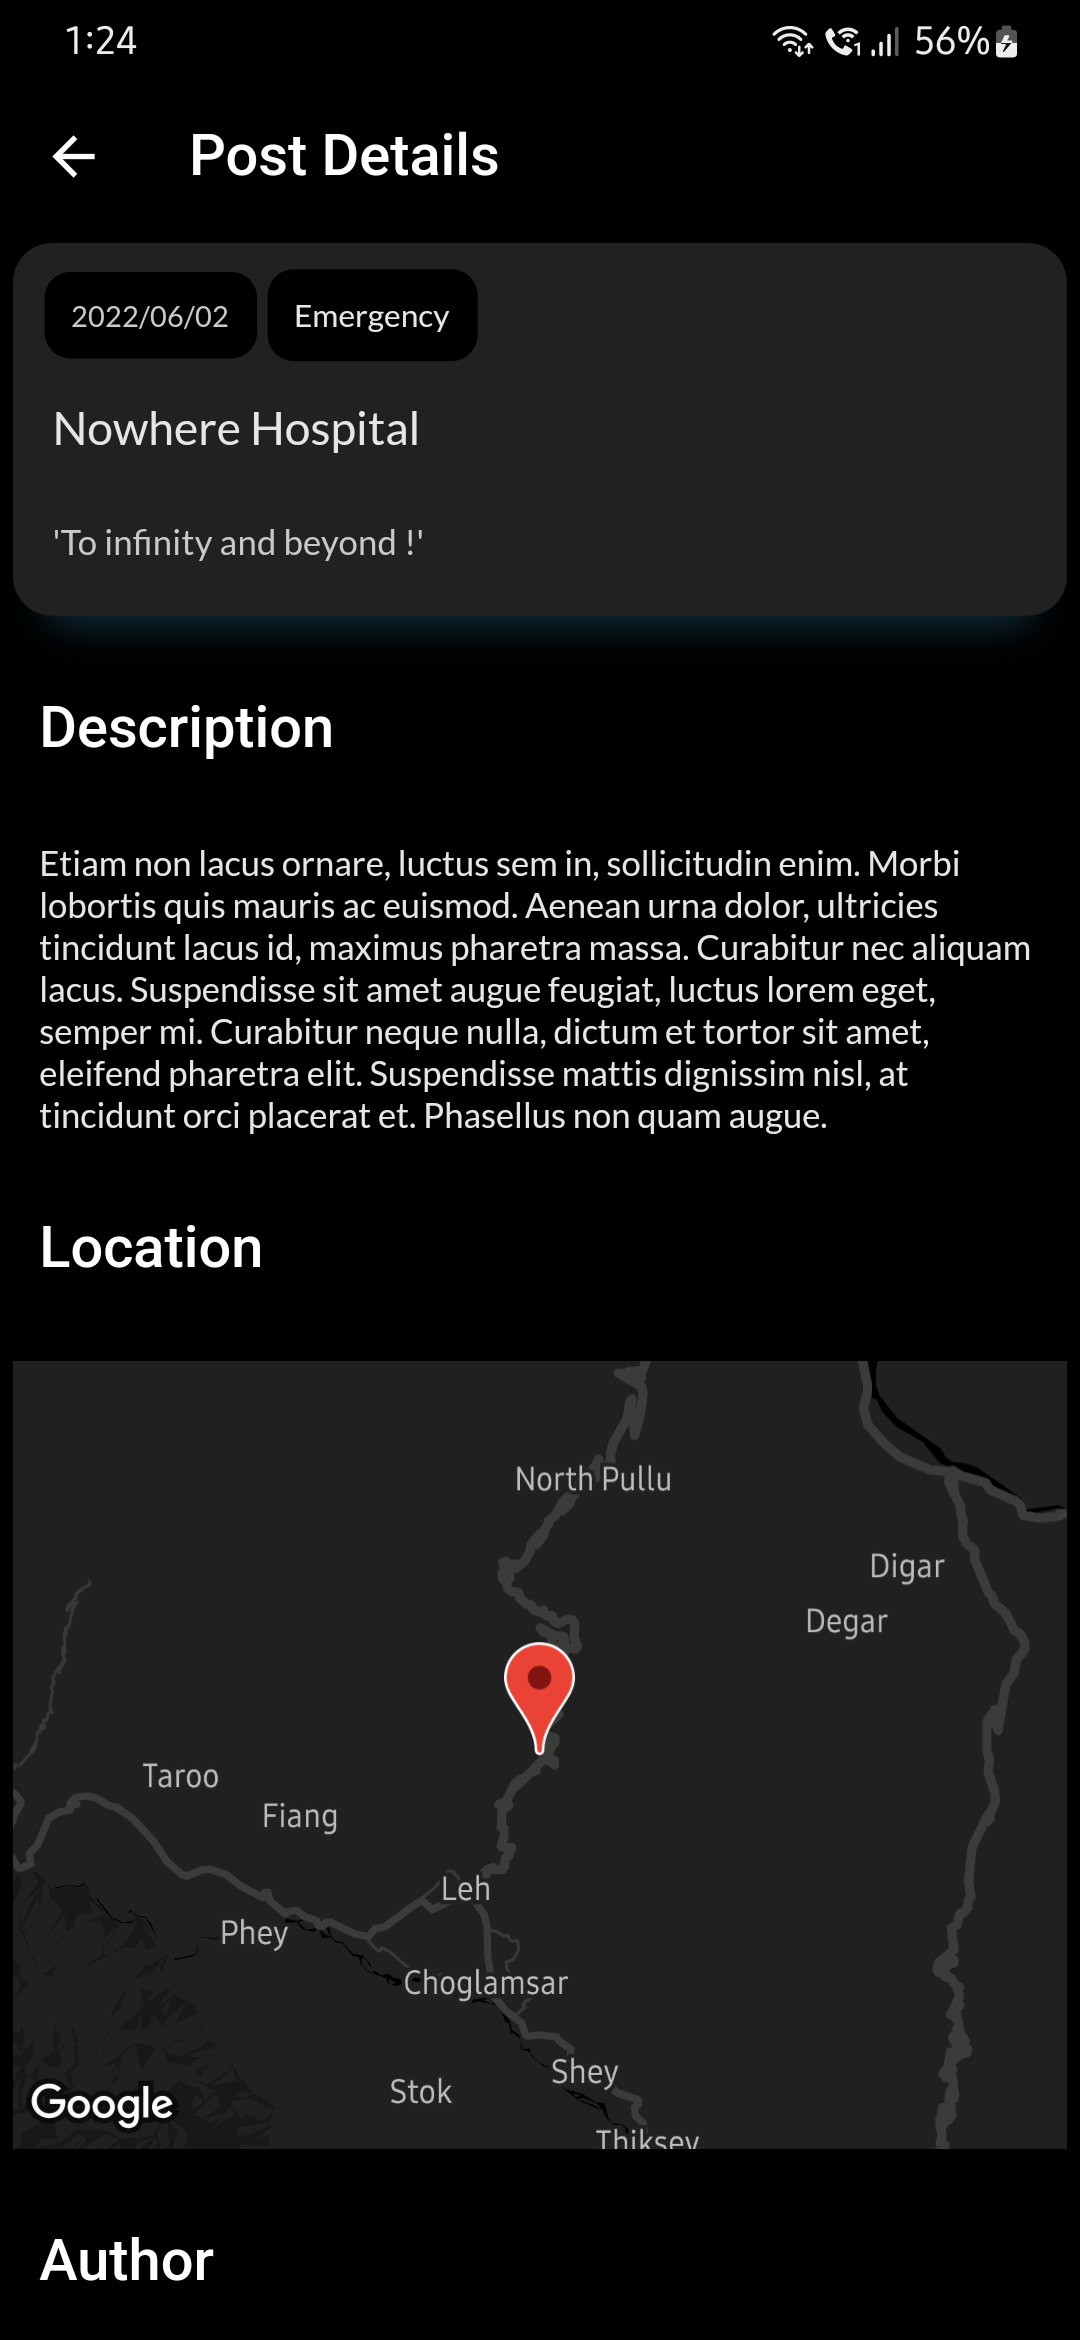 1:24
56%
Post Details
2022/06/02 Emergency
Nowhere Hospital
'To infinity and beyond !'
Description
Etiam non lacus ornare, luctus sem in, sollicitudin enim. Morbi
lobortis quis mauris ac euismod. Aenean urna dolor, ultricies
tincidunt lacus id, maximus pharetra massa. Curabitur nec aliquam
lacus. Suspendisse sit amet augue feugiat, luctus lorem eget,
semper mi. Curabitur neque nulla, dictum et tortor sit amet,
eleifend pharetra elit. Suspendisse mattis dignissim nisl, at
tincidunt orci placerat et. Phasellus non quam augue.
Location
North Pullu
Digar
Degar
Taroo
Fiang
Leh
Phey
Choglamsar
Shey
Stok
Google
Thiksey
Author